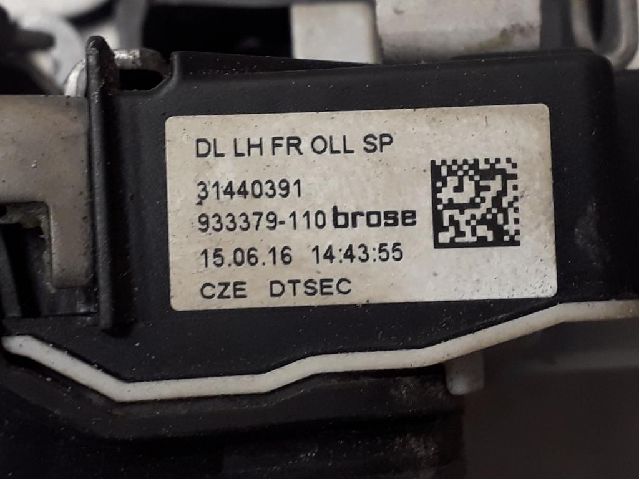 DL LH FR OLL SP
31440391
933379-110 brose
15.06.16 14:43:55
CZE DTSEC